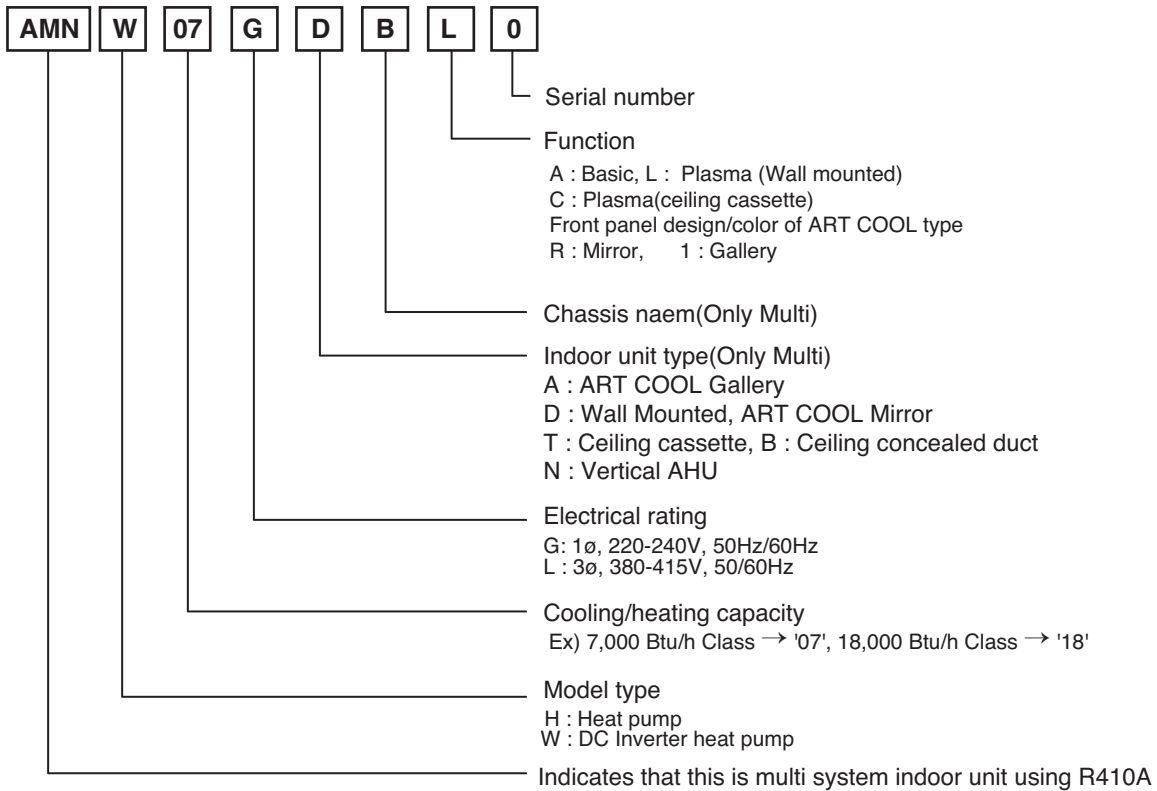 AMN W 07 G D B L 0
Serial number
Function
A : Basic, L : Plasma (Wall mounted)
C : Plasma(ceiling cassette)
Front panel design/color of ART COOL type
R : Mirror, 1 : Gallery
Chassis naem(Only Multi)
Indoor unit type(Only Multi)
A : ART COOL Gallery
D : Wall Mounted, ART COOL Mirror
T : Ceiling cassette, B : Ceiling concealed duct
N : Vertical AHU
Electrical rating
G: 1ø, 220-240V, 50Hz/60Hz
L : 3ø, 380-415V, 50/60Hz
Cooling/heating capacity
Ex) 7,000 Btu/h Class → '07', 18,000 Btu/h Class → '18'
Model type
H : Heat pump
W : DC Inverter heat pump
Indicates that this is multi system indoor unit using R410A